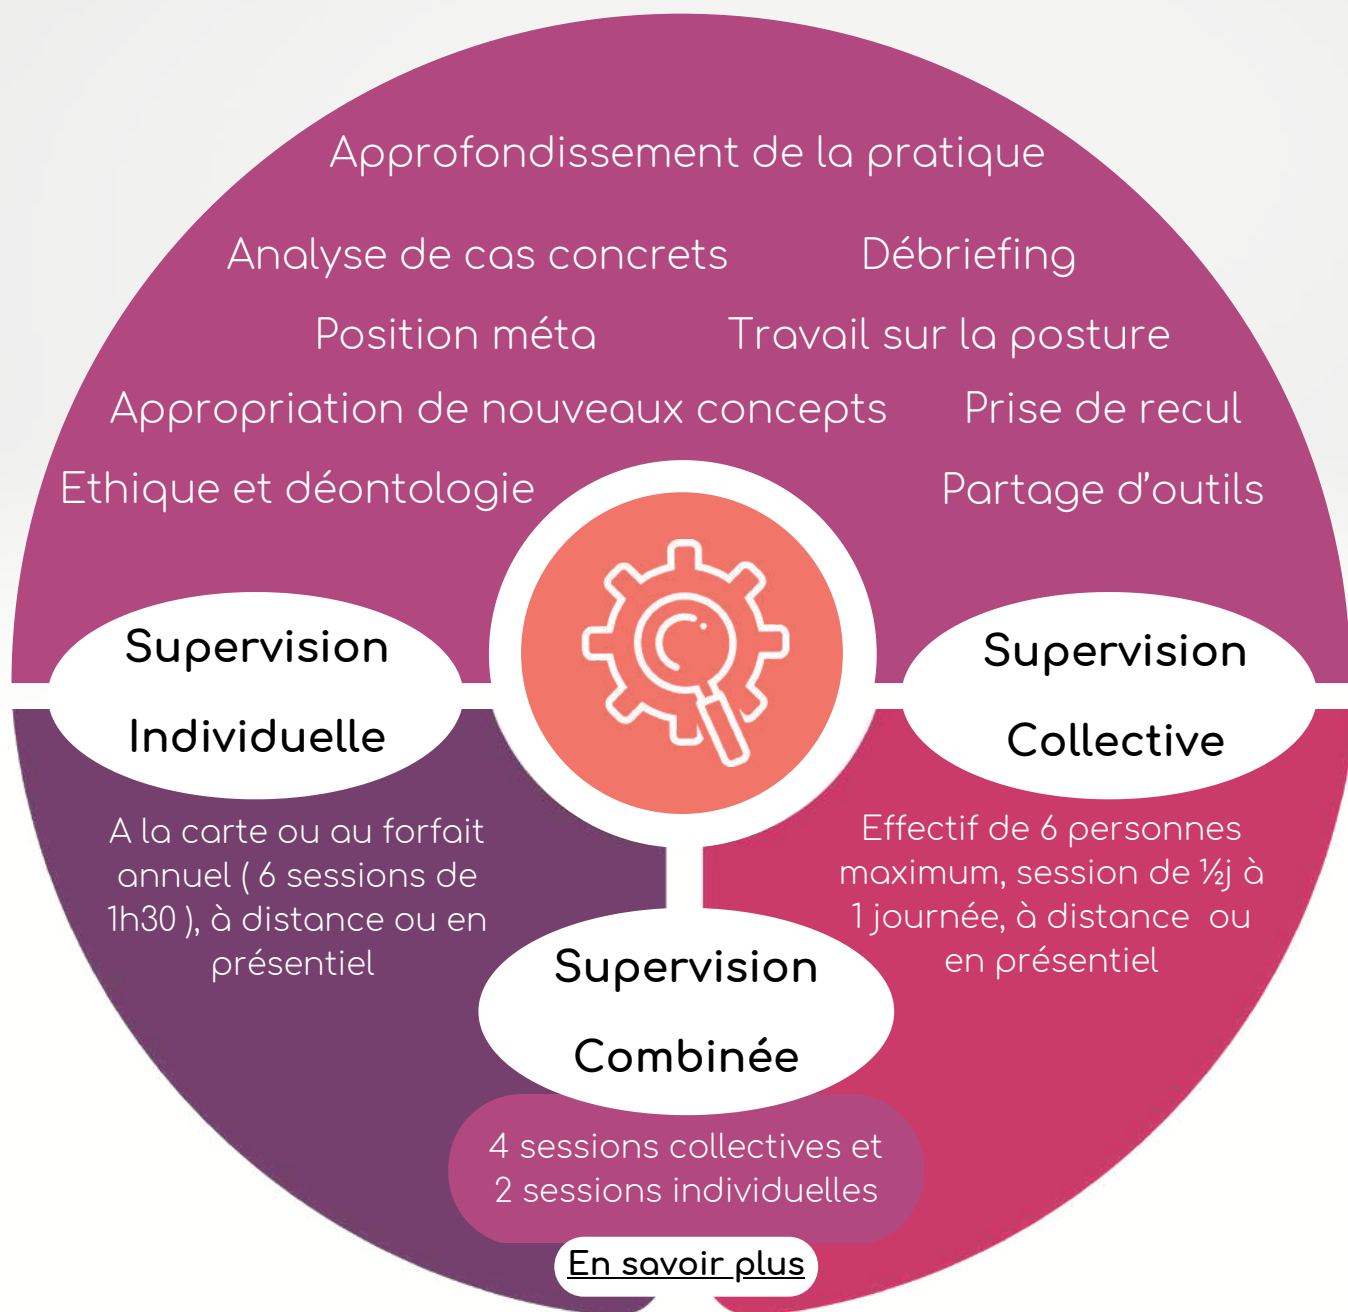 Approfondissement de la pratique
Analyse de cas concrets
Débriefing
Position méta
Travail sur la posture
Appropriation de nouveaux concepts
Prise de recul
Ethique et déontologie
Partage d'outils
Supervision
Individuelle
A la carte ou au forfait
annuel ( 6 sessions de
1h30 ), à distance ou en
présentiel
Supervision
Collective
Effectif de 6 personnes
maximum, session de ½j à
1 journée, à distance  ou
en présentiel
Supervision
Combinée
4 sessions collectives et
2 sessions individuelles
En savoir plus